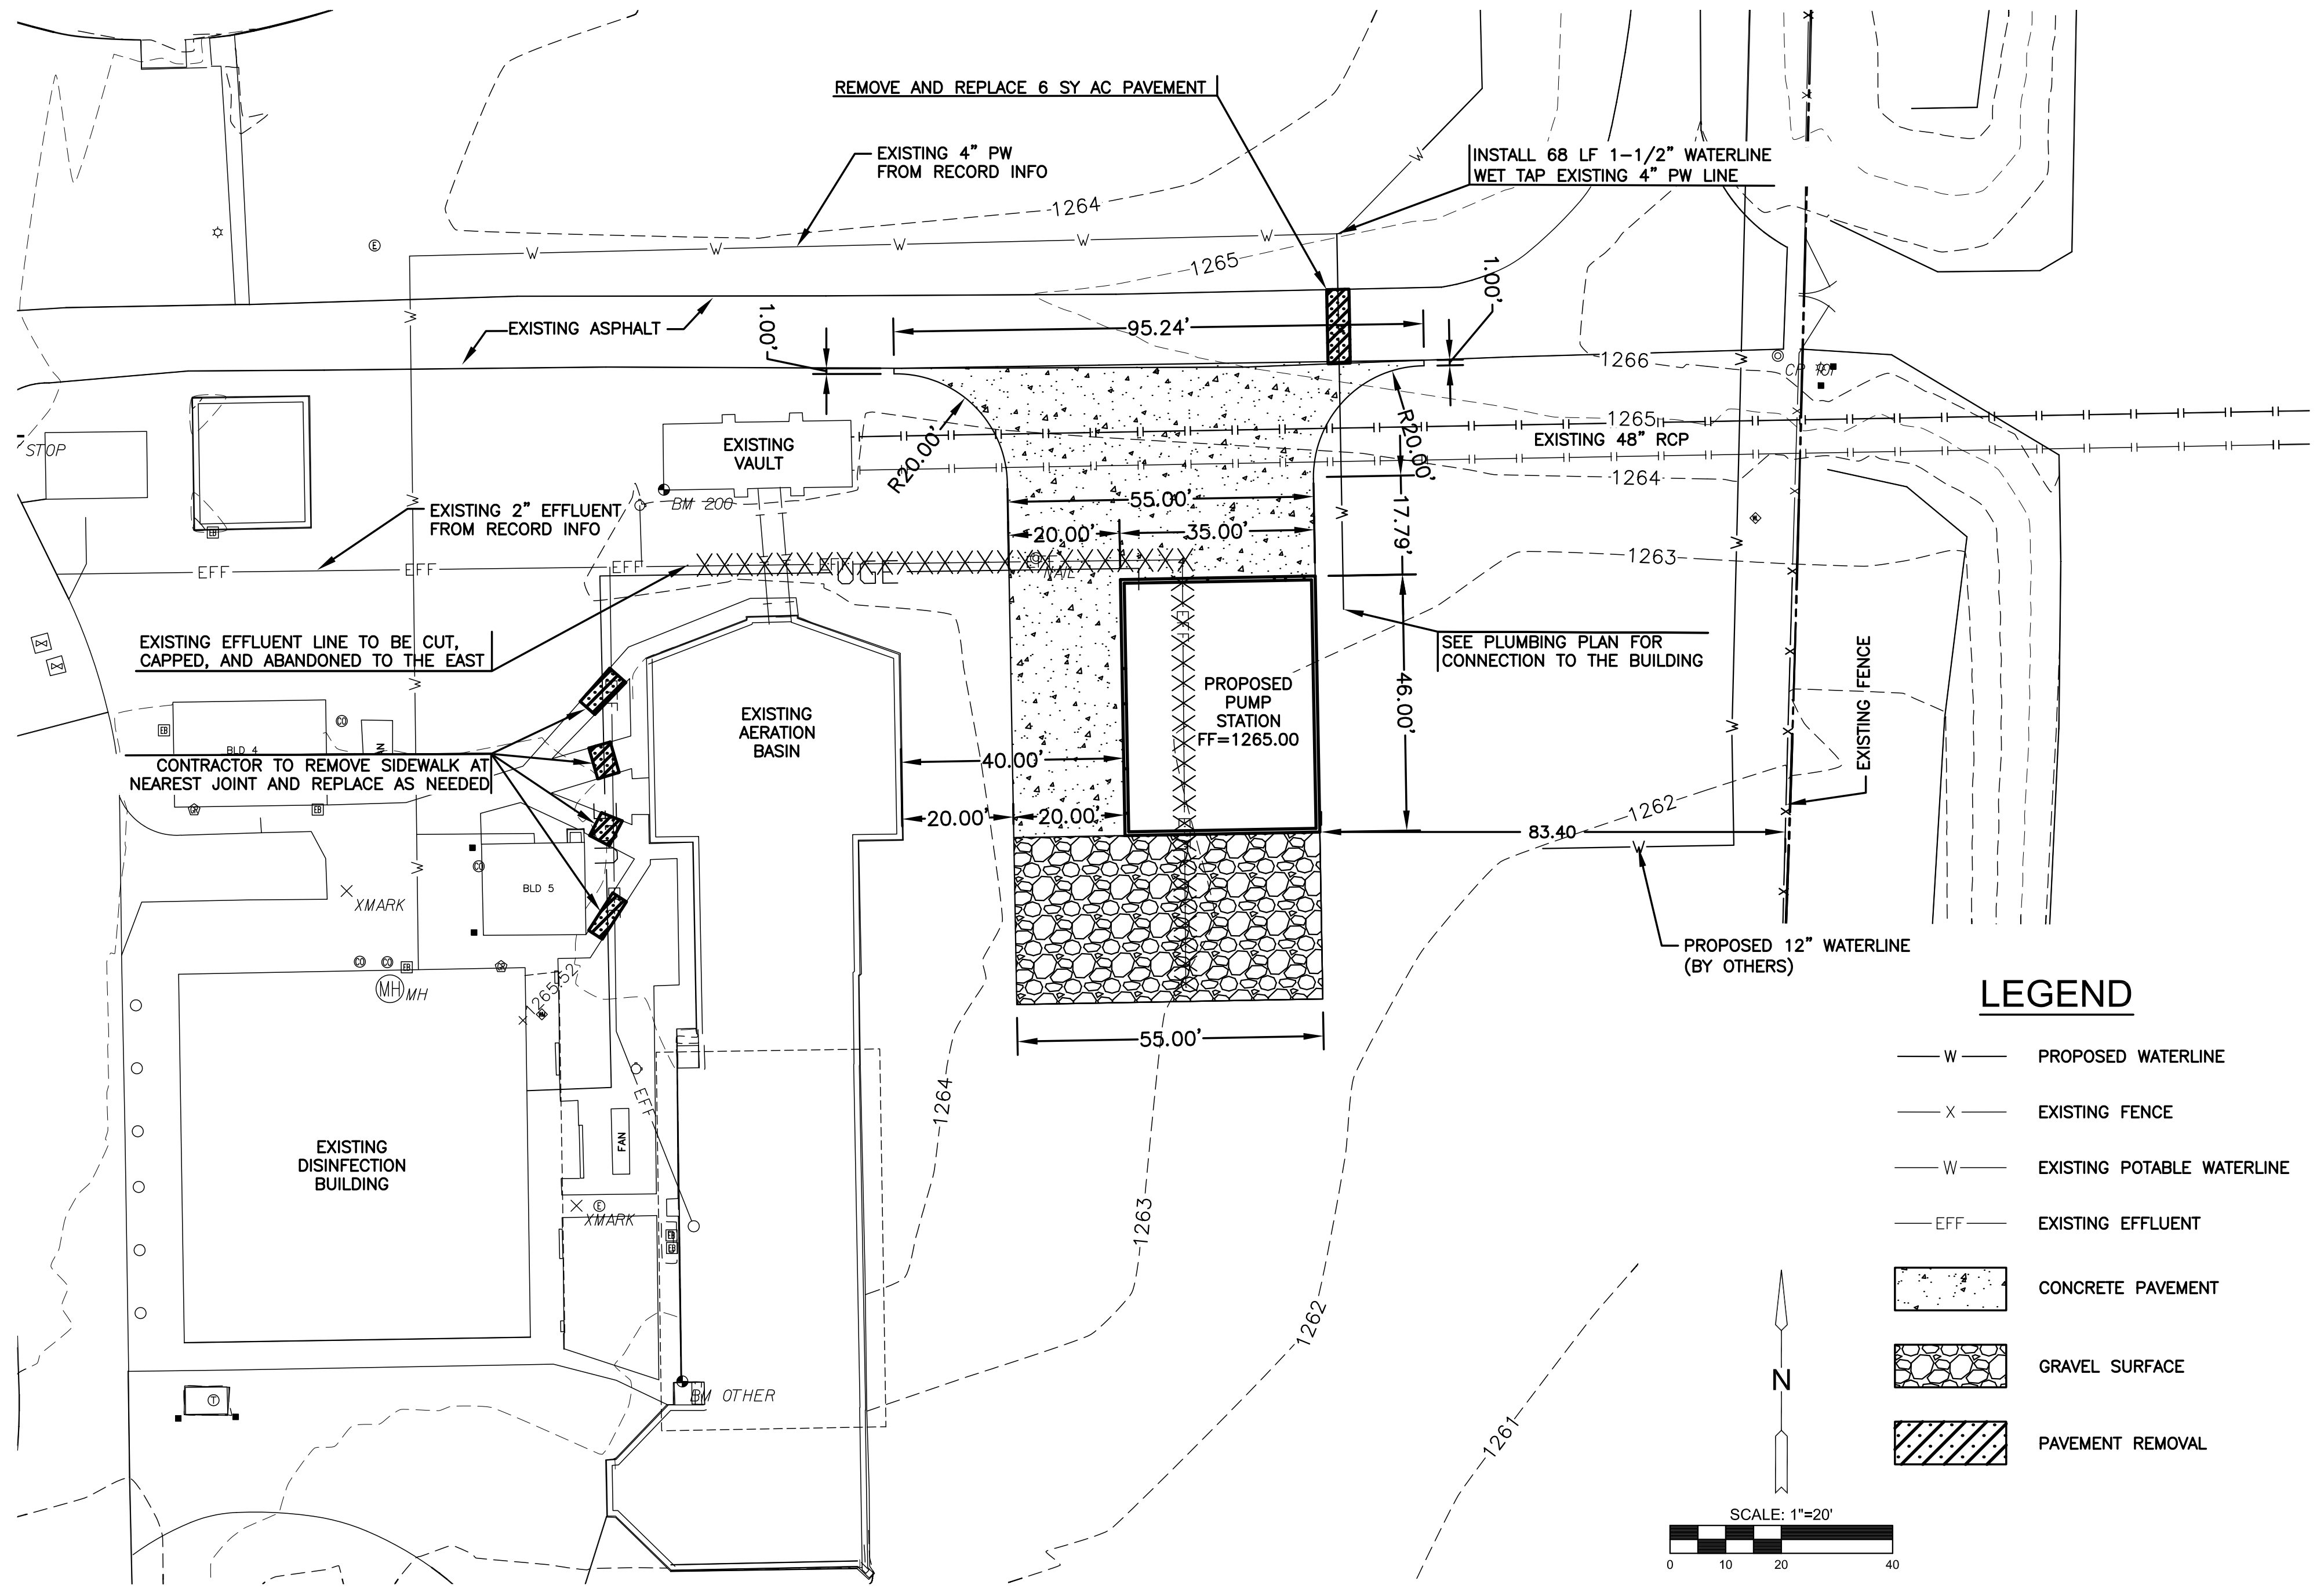 REMOVE AND REPLACE 6 SY AC PAVEMENT
EXISTING 4" PW
FROM RECORD INFO
INSTALL 68 LF 1-1/2" WATERLINE
WET TAP EXISTING 4" PW LINE
1264
W
W
W
W
W
W
1265
1.00'
1.00'
EXISTING ASPHALT
95.24'
W
1266
W
CP 101
STOP
EXISTING
VAULT
R20.00'
R20.00'
1265
EXISTING 48" RCP
1264
BM 200
EXISTING 2" EFFLUENT
FROM RECORD INFO
W
55.00'
17.79'
W
20.00'
35.00'
W
1263
EFF
EFF
EFF
UGE
NAIL
EXISTING EFFLUENT LINE TO BE CUT,
CAPPED, AND ABANDONED TO THE EAST
SEE PLUMBING PLAN FOR
CONNECTION TO THE BUILDING
W
PROPOSED
PUMP
STATION
FF=1265.00
46.00'
EXISTING FENCE
EXISTING
AERATION
BASIN
W
BLD 4
CONTRACTOR TO REMOVE SIDEWALK AT
NEAREST JOINT AND REPLACE AS NEEDED
40.00'
20.00'
20.00'
1262
83.40
W
W
BLD 5
XMARK
PROPOSED 12" WATERLINE
(BY OTHERS)
MH
MH
1265.52
55.00'
EFF
1264
FAN
EXISTING
DISINFECTION
BUILDING
XMARK
1263
1262
BM OTHER
1261
LEGEND
W
PROPOSED WATERLINE
X
EXISTING FENCE
W
EXISTING POTABLE WATERLINE
EFF
EXISTING EFFLUENT
CONCRETE PAVEMENT
GRAVEL SURFACE
PAVEMENT REMOVAL
N
SCALE: 1"=20'
0 10 20 40